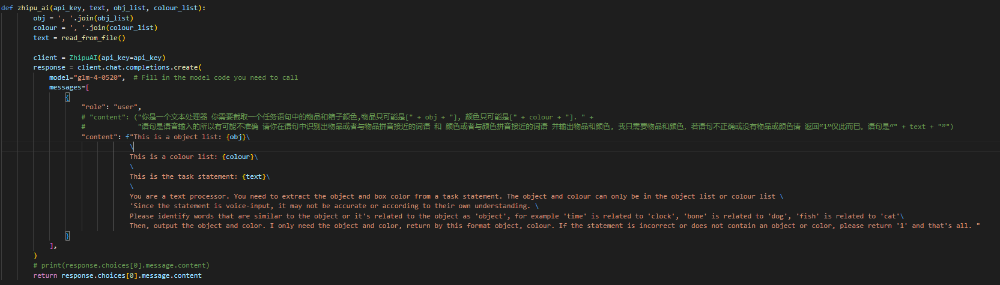 def zhipu_ai(api_key, text, obj_list, colour_list):
obj = ', '.join(obj_list)
colour = ', '.join(colour_list)
text = read_from_file()
client = ZhipuAI(api_key=api_key)
response = client.chat.completions.create(
model="glm-4-0520",  # Fill in the model code you need to call
messages=[
{
"role": "user",
# "content": ("你是一个文本处理器 你需要截取一个任务语句中的物品和箱子颜色,物品只可能是[" + obj + "], 颜色只可能是[" + colour + "]. " +
#             "语句是语音输入的所以有可能不准确 请你在语句中识别出物品或者与物品拼音接近的词语 和 颜色或者与颜色拼音接近的词语 并输出物品和颜色, 我只需要物品和颜色, 若语句不正确或没有物品或颜色请 返回“1”仅此而已。语句是“" + text + "”")
"content": f"This is a object list: {obj}\
\
This is a colour list: {colour}\
\
This is the task statement: {text}\
\
You are a text processor. You need to extract the object and box color from a task statement. The object and colour can only be in the object list or colour list \
'Since the statement is voice-input, it may not be accurate or according to their own understanding. \
Please identify words that are similar to the object or it's related to the object as 'object', for example 'time' is related to 'clock', 'bone' is related to 'dog', 'fish' is related to 'cat'\
Then, output the object and color. I only need the object and color, return by this format object, colour. If the statement is incorrect or does not contain an object or color, please return '1' and that's all. "
}
],
)
# print(response.choices[0].message.content)
return response.choices[0].message.content